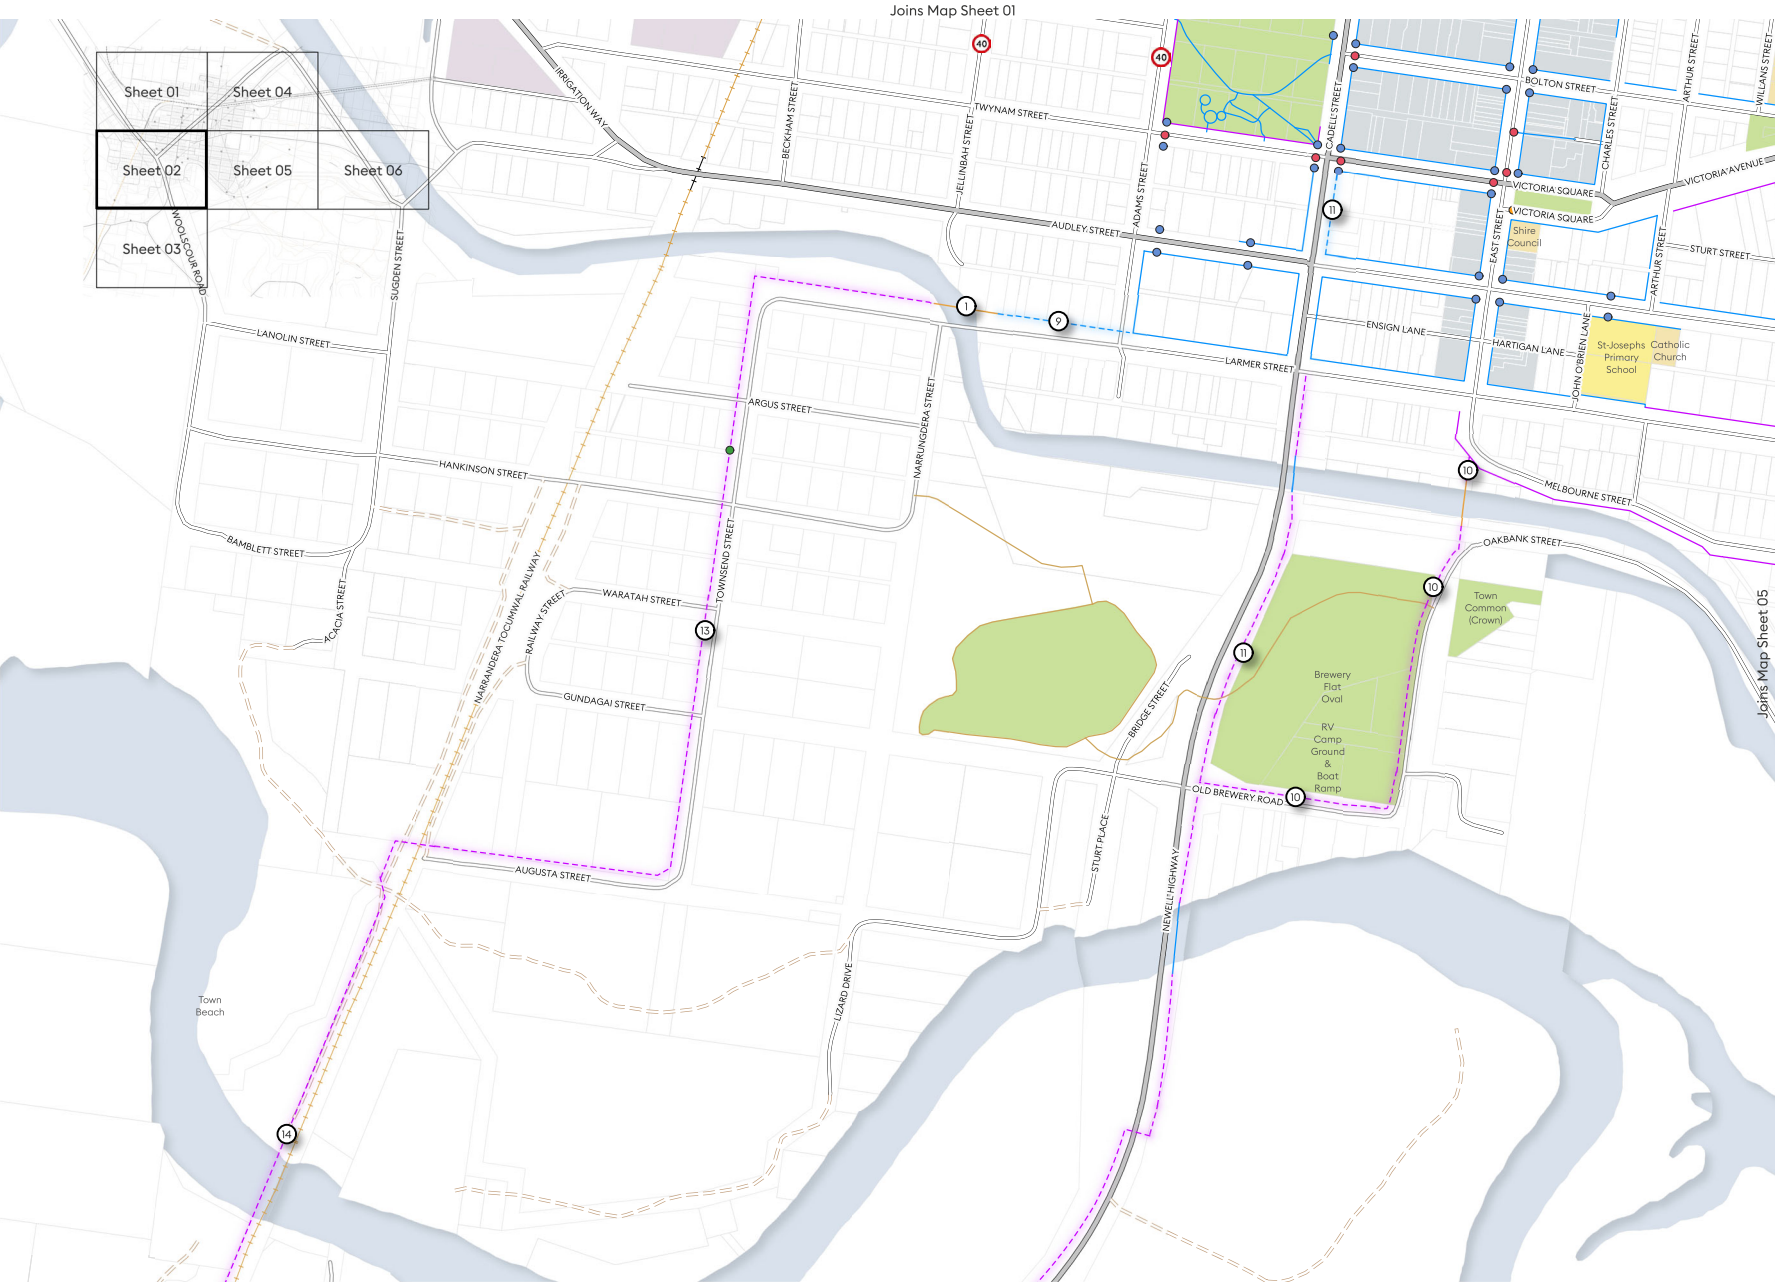 Joins Map Sheet 01
Sheet 01
Sheet 04
Sheet 02
Sheet 05
Sheet 06
Sheet 03
40
40
IRRIGATION WAY
BECKHAM STREET
JELLINBAH STREET
TWYNAM STREET
ADAMS STREET
CADELL STREET
BOLTON STREET
CHARLES STREET
ARTHUR STREET
WILLANS STREET
VICTORIA AVENUE
VICTORIA SQUARE
VICTORIA SQUARE
WOOLSCOUR ROAD
SUGDEN STREET
AUDLEY STREET
11
EAST STREET
Shire
Council
ARTHUR STREET
STURT STREET
1
9
LANOLIN STREET
ENSIGN LANE
HARTIGAN LANE
JOHN O'BRIEN LANE
St-Josephs
Primary
School
Catholic
Church
LARMER STREET
ARGUS STREET
NARRUNGDERA STREET
HANKINSON STREET
10
MELBOURNE STREET
BAMBLETT STREET
TOWNSEND STREET
OAKBANK STREET
ACACIA STREET
NARRANDERA TOCUMWAL RAILWAY
RAILWAY STREET
WARATAH STREET
13
10
Town
Common
(Crown)
11
Joins Map Sheet 05
GUNDAGAI STREET
BRIDGE STREET
Brewery
Flat
Oval
RV
Camp
Ground
&
Boat
Ramp
OLD BREWERY ROAD
10
STURT PLACE
NEWELL HIGHWAY
AUGUSTA STREET
LIZARD DRIVE
Town
Beach
14